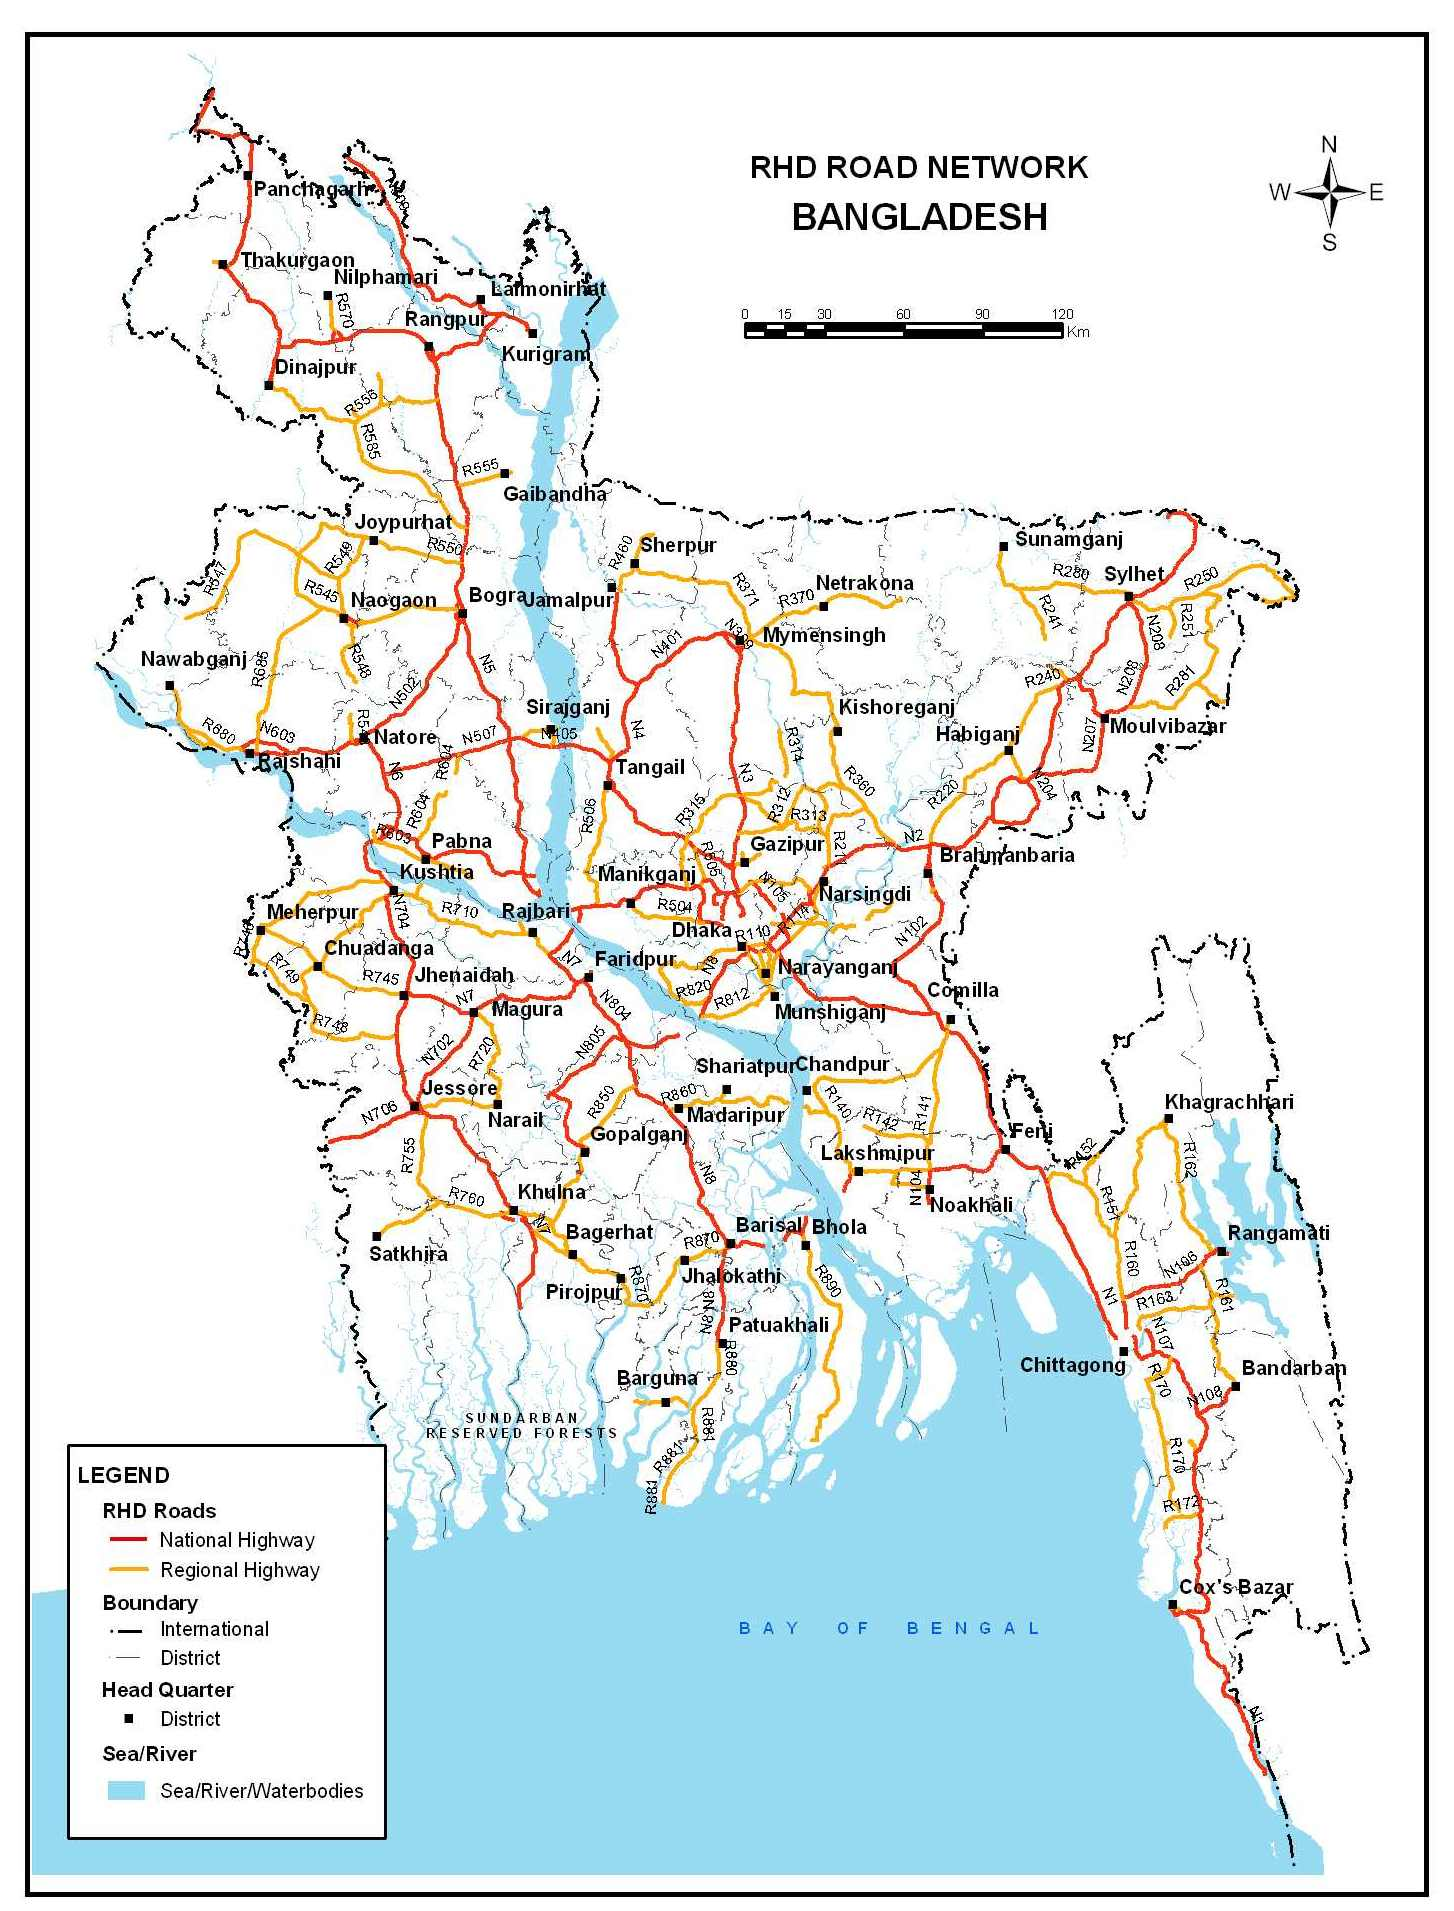 RHD ROAD NETWORK
BANGLADESH
N
W E
S
0 15 30 60 90 120
Km
Panchagarh
Thakurgaon
Nilphamari
R570
Lalmonirhat
Rangpur
Kurigram
Dinajpur
R556
R585
R555
Gaibandha
Joypurhat
R550
R549
R547
R545
Naogaon
Bogra
Jamalpur
R460
Sherpur
R371
R370
Netrakona
Mymensingh
N401
Sunamganj
R280
Sylhet
R250
R241
R251
N208
N208
R281
R240
N207
Moulvibazar
Habiganj
N204
R220
Nawabganj
R685
R548
N502
N5
R680
N603
Rajshahi
Natore
Sirajganj
N405
N507
N4
R604
N6
Tangail
N3
Kishoreganj
R314
R360
R312
R313
R315
R506
R604
R603
Pabna
Kushtia
Gazipur
N2
Brahmanbaria
R505
N105
Narsingdi
Manikganj
R504
Rajbari
R710
N704
Meherpur
Chuadanga
R749
R745
Jhenaidah
N7
Magura
R748
N7
Faridpur
N804
Dhaka
R110
R114
N8
Narayanganj
N102
R820
R812
Munshiganj
Comilla
N702
R720
N805
Shariatpur
Chandpur
Jessore
N706
Narail
R850
R860
Madaripur
R140
R142
R141
Gopalganj
R755
R760
Khulna
N7
Bagerhat
N8
Lakshmipur
N104
Noakhali
Feni
R152
Khagrachhari
R162
R151
R160
Rangamati
N106
R163
R161
N1
N107
Chittagong
Satkhira
Barisal
Bhola
R870
Jhalokathi
R870
Pirojpur
R890
N8
N8
Patuakhali
R880
Barguna
R881
R881
R881
Bandarban
N108
R170
R170
R172
SUNDARBAN
RESERVED FORESTS
Cox's Bazar
N1
BAY OF BENGAL
LEGEND
RHD Roads
National Highway
Regional Highway
Boundary
International
District
Head Quarter
District
Sea/River
Sea/River/Waterbodies